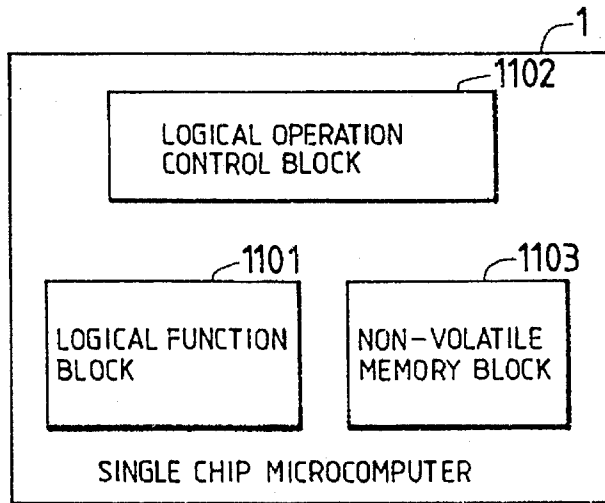 1
1102
LOGICAL OPERATION
CONTROL BLOCK
1101
LOGICAL FUNCTION
BLOCK
1103
NON-VOLATILE
MEMORY BLOCK
SINGLE CHIP MICROCOMPUTER